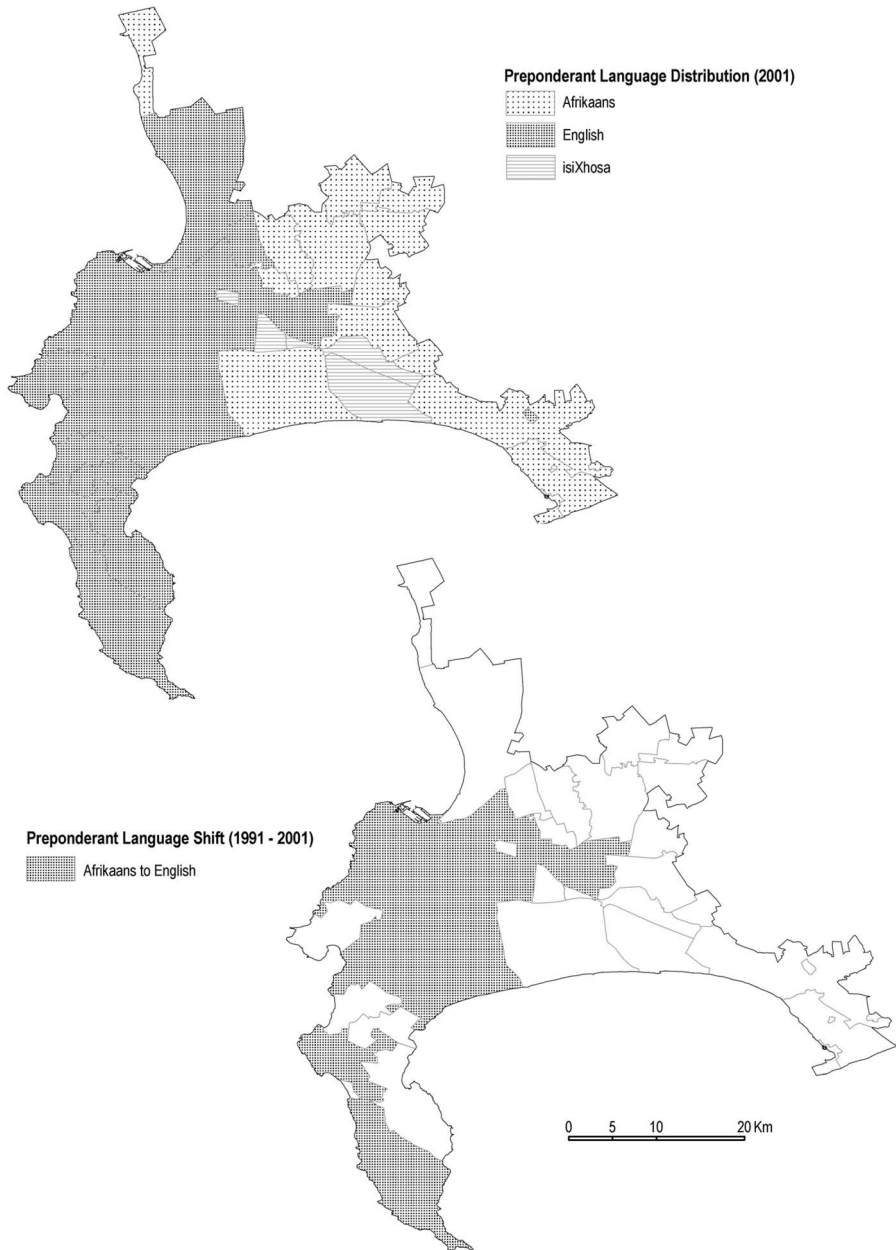 Preponderant Language Distribution (2001)
Afrikaans
English
isiXhosa
Preponderant Language Shift (1991 - 2001)
Afrikaans to English
0 5 10 20 Km